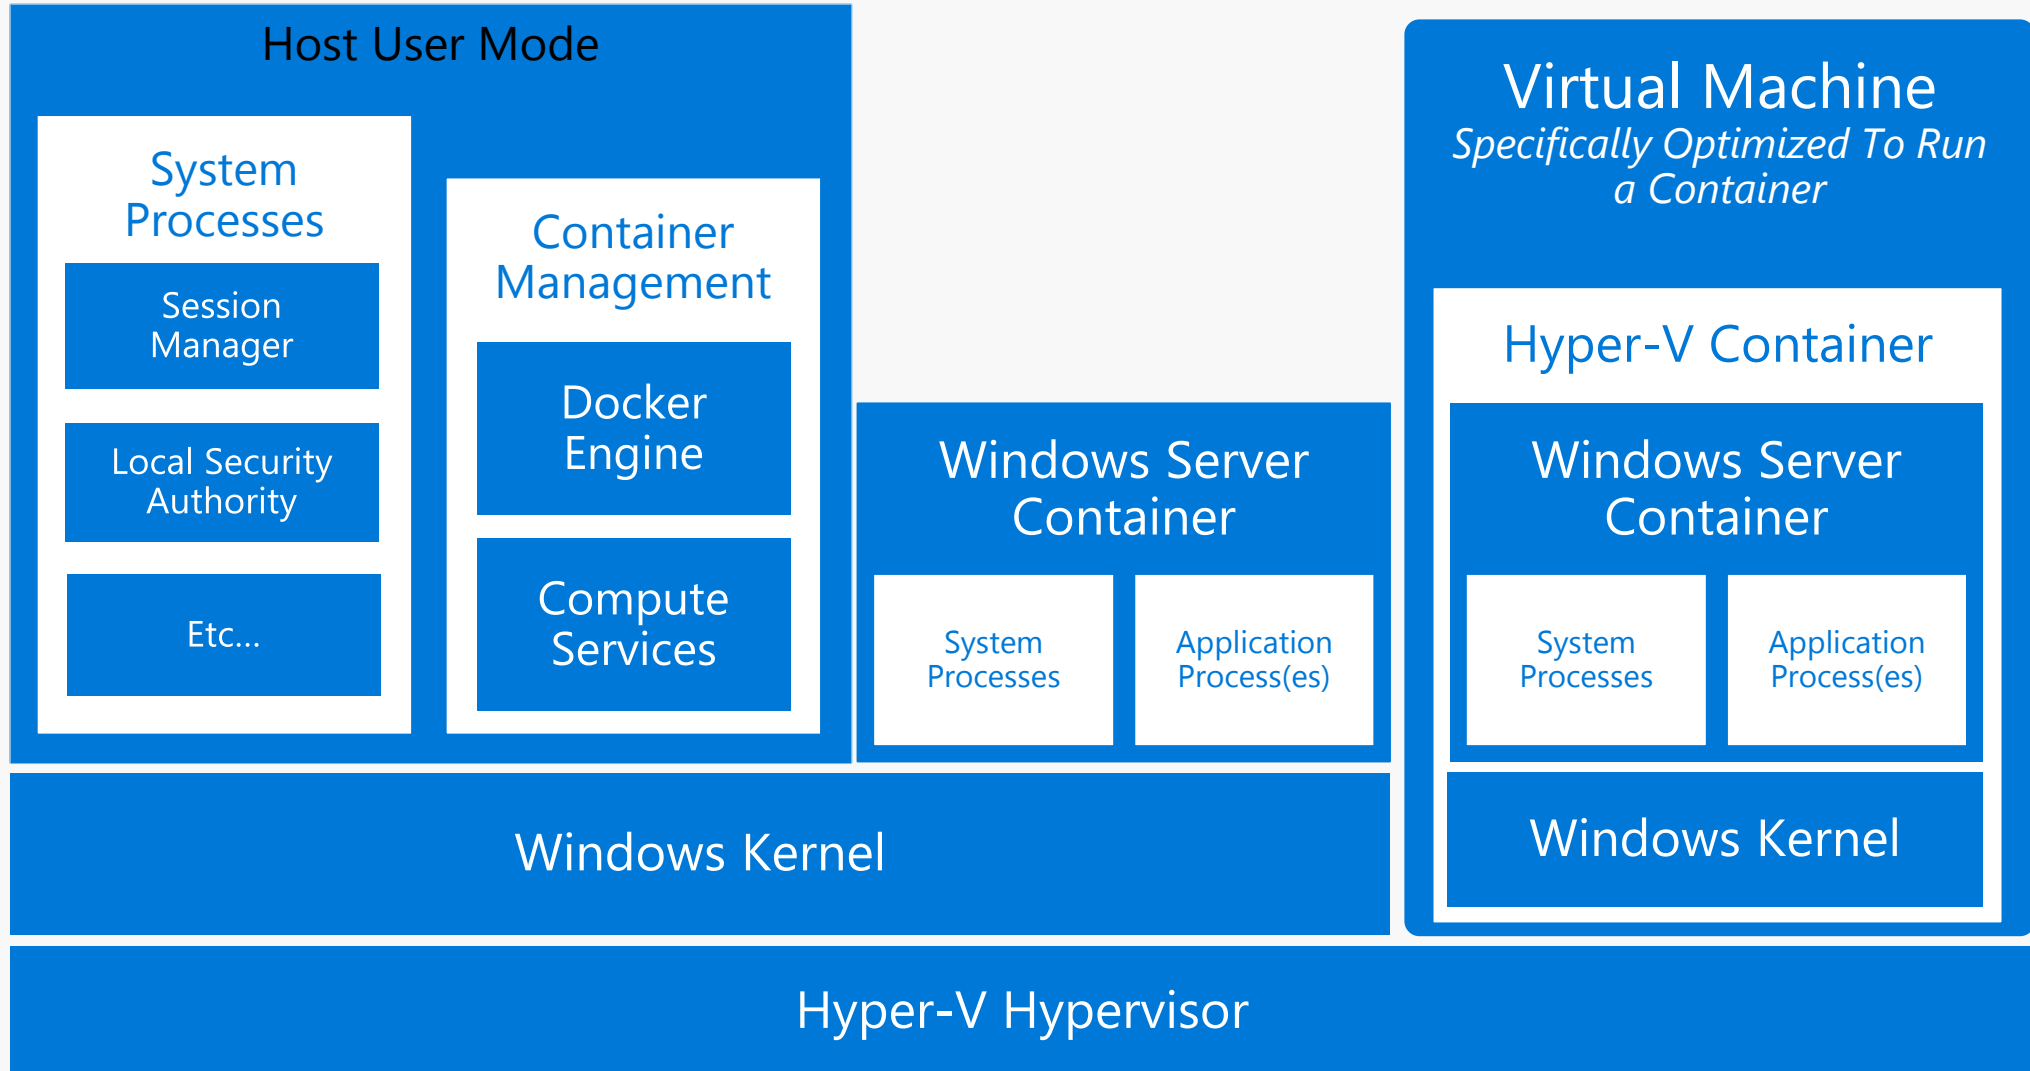 Host User Mode
System
Processes
Session
Manager
Local Security
Authority
Etc...
Container
Management
Docker
Engine
Compute
Services
Windows Server
Container
System
Processes
Application
Process(es)
Virtual Machine
Specifically Optimized To Run
a Container
Hyper-V Container
Windows Server
Container
System
Processes
Application
Process(es)
Windows Kernel
Windows Kernel
Hyper-V Hypervisor